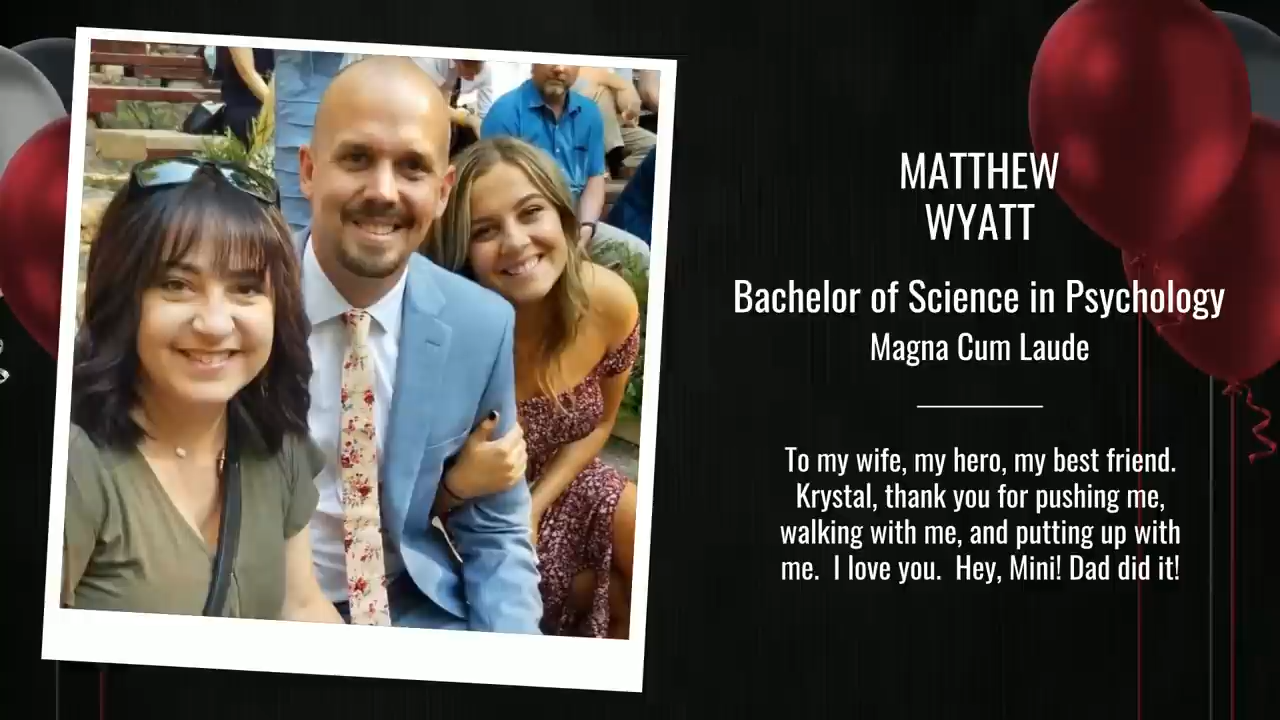 MATTHEW
WYATT
Bachelor of Science in Psychology
Magna Cum Laude
To my wife, my hero, my best friend.
Krystal, thank you for pushing me,
walking with me, and putting up with
me.  I love you.  Hey, Mini! Dad did it!